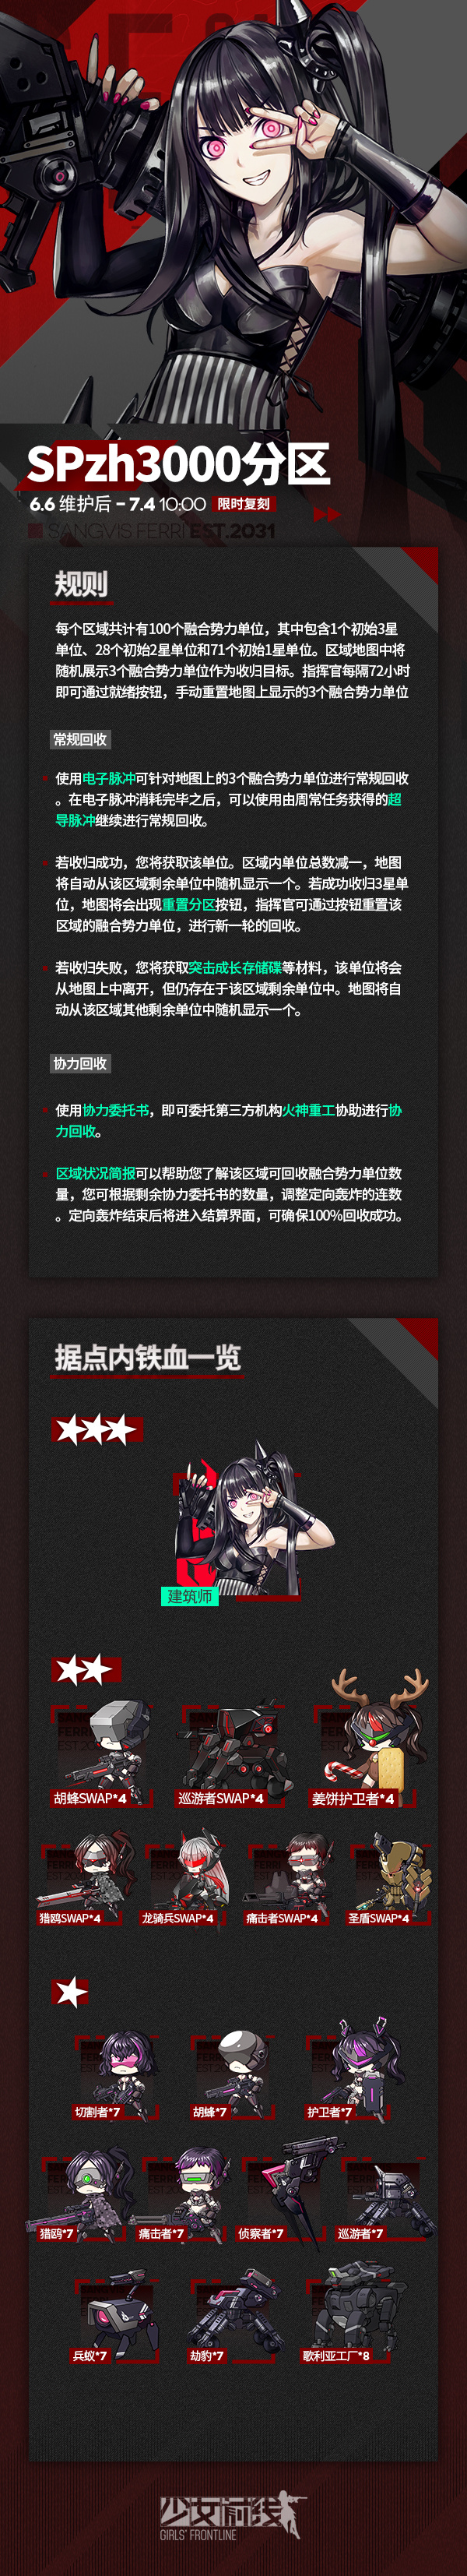 SPzh3000分区
6.6 维护后 - 7.4 10:00 限时复刻
SANGVIS FERRI EST.2031
规则
每个区域共计有100个融合势力单位，其中包含1个初始3星
单位、28个初始2星单位和71个初始1星单位。区域地图中将
随机展示3个融合势力单位作为收归目标。指挥官每隔72小时
即可通过就绪按钮，手动重置地图上显示的3个融合势力单位
常规回收
使用电子脉冲可针对地图上的3个融合势力单位进行常规回收
。在电子脉冲消耗完毕之后，可以使用由周常任务获得的超
导脉冲继续进行常规回收。
若收归成功，您将获取该单位。区域内单位总数减一，地图
将自动从该区域剩余单位中随机显示一个。若成功收归3星单
位，地图将会出现重置分区按钮，指挥官可通过按钮重置该
区域的融合势力单位，进行新一轮的回收。
若收归失败，您将获取突击成长存储碟等材料，该单位将会
从地图上中离开，但仍存在于该区域剩余单位中。地图将自
动从该区域其他剩余单位中随机显示一个。
协力回收
使用协力委托书，即可委托第三方机构火神重工协助进行协
力回收。
区域状况简报可以帮助您了解该区域可回收融合势力单位数
量，您可根据剩余协力委托书的数量，调整定向轰炸的连数
。定向轰炸结束后将进入结算界面，可确保100%回收成功。
据点内铁血一览
建筑师
胡蜂SWAP*4 巡游者SWAP*4 姜饼护卫者*4
猎鸥SWAP*4 龙骑兵SWAP*4 痛击者SWAP*4 圣盾SWAP*4
切割者*7 胡蜂*7 护卫者*7
猎鸥*7 痛击者*7 侦察者*7 巡游者*7
兵蚁*7 劫豹*7 歌利亚工厂*8
少女前线
GIRLS' FRONTLINE